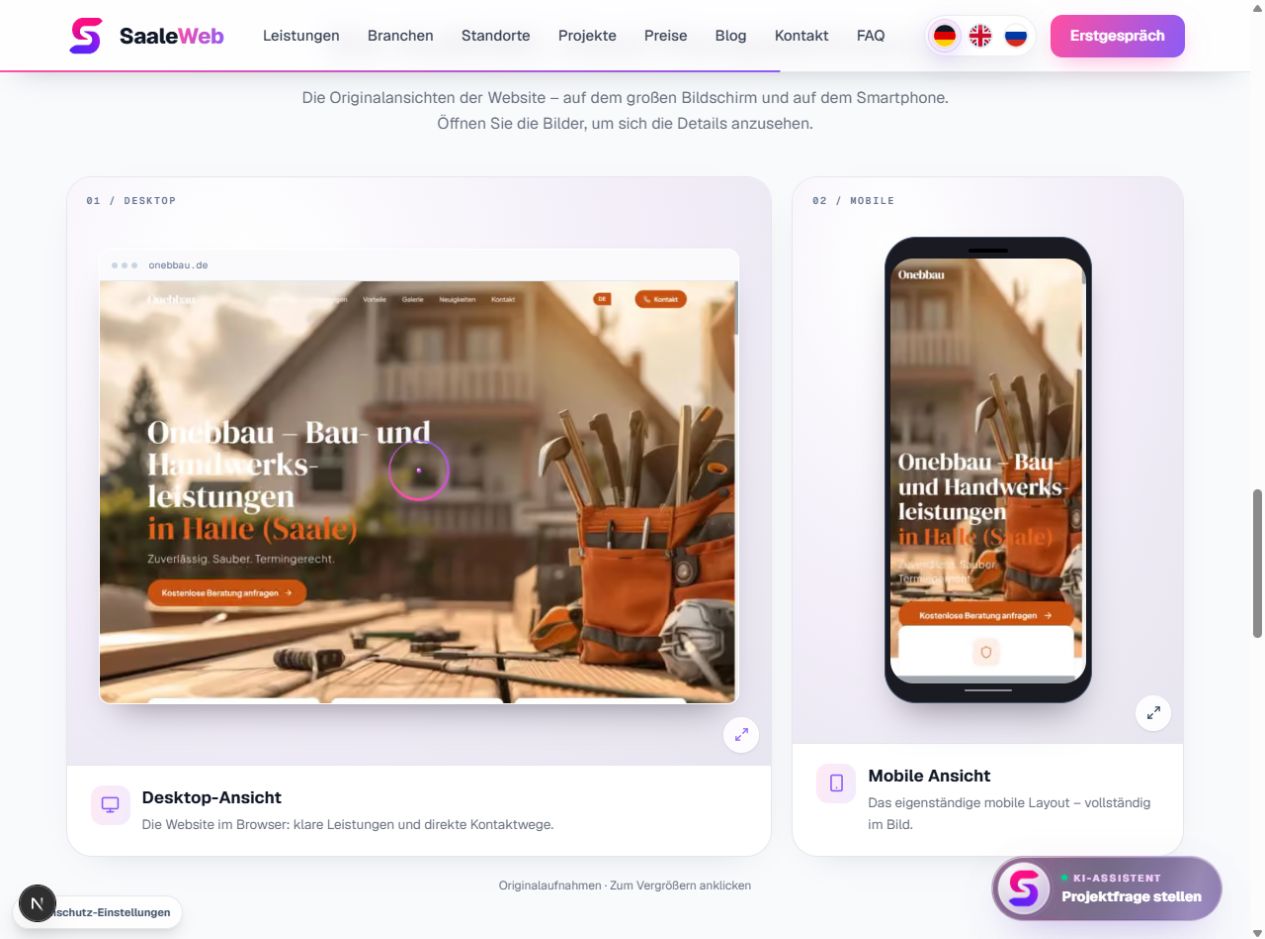 SaaleWeb
Leistungen
Branchen
Standorte
Projekte
Preise
Blog
Kontakt
FAQ
Erstgespräch
Die Originalansichten der Website – auf dem großen Bildschirm und auf dem Smartphone.
Öffnen Sie die Bilder, um sich die Details anzusehen.
01 / DESKTOP
onebbau.de
Onebbau
Vorteile
Galerie
Neuigkeiten
Kontakt
DE
Kontakt
Onebbau – Bau- und
Handwerks-
leistungen
in Halle (Saale)
Zuverlässig. Sauber. Termingerecht.
Kostenlose Beratung anfragen →
Desktop-Ansicht
Die Website im Browser: klare Leistungen und direkte Kontaktwege.
02 / MOBILE
Onebbau
Onebbau – Bau-
und Handwerks-
leistungen
in Halle (Saale)
Zuverlässig. Sauber.
Termingerecht.
Kostenlose Beratung anfragen →
Mobile Ansicht
Das eigenständige mobile Layout – vollständig
im Bild.
Originalaufnahmen · Zum Vergrößern anklicken
N
schutz-Einstellungen
KI-ASSISTENT
Projektfrage stellen